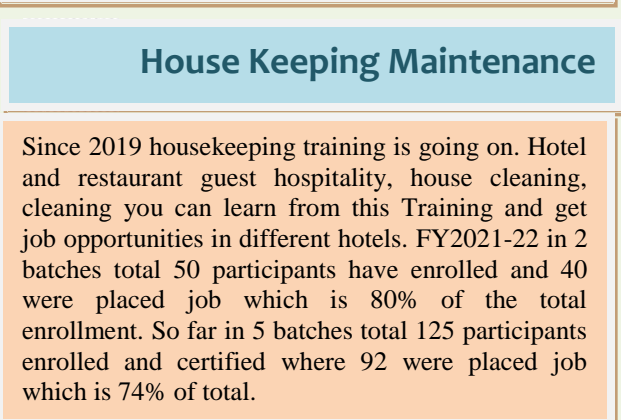 House Keeping Maintenance
Since 2019 housekeeping training is going on. Hotel
and restaurant guest hospitality, house cleaning,
cleaning you can learn from this Training and get
job opportunities in different hotels. FY2021-22 in 2
batches total 50 participants have enrolled and 40
were placed job which is 80% of the total
enrollment. So far in 5 batches total 125 participants
enrolled and certified where 92 were placed job
which is 74% of total.